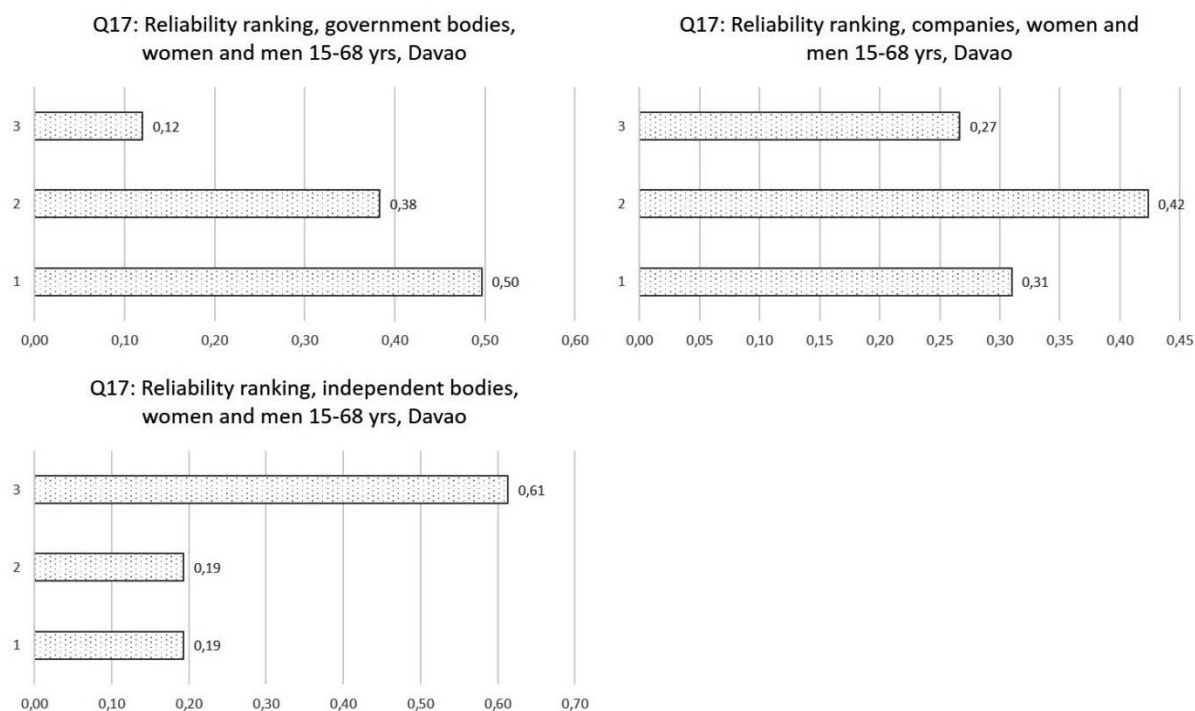 Q17: Reliability ranking, government bodies,
women and men 15-68 yrs, Davao
3
0,12
2
0,38
1
0,50
0,00 0,10 0,20 0,30 0,40 0,50 0,60
Q17: Reliability ranking, companies, women and
men 15-68 yrs, Davao
3
0,27
2
0,42
1
0,31
0,00 0,05 0,10 0,15 0,20 0,25 0,30 0,35 0,40 0,45
Q17: Reliability ranking, independent bodies,
women and men 15-68 yrs, Davao
3
0,61
2
0,19
1
0,19
0,00 0,10 0,20 0,30 0,40 0,50 0,60 0,70